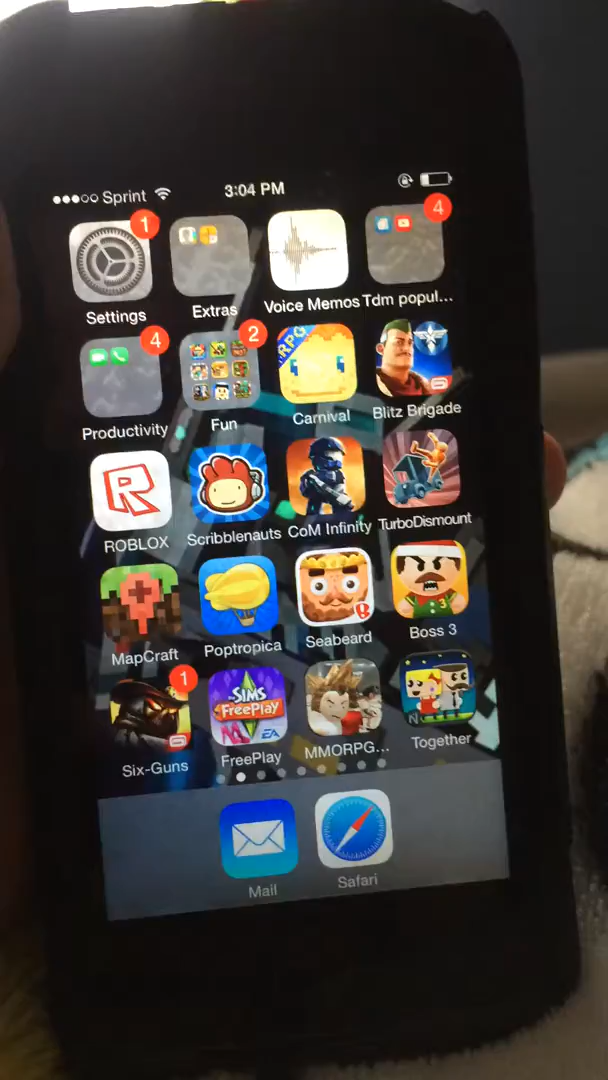 Sprint 3:04 PM
1 4
Settings Extras Voice Memos Tdm popul...
4 2 RPG
Productivity Fun Carnival Blitz Brigade
R
ROBLOX Scribblenauts CoM Infinity TurboDismount
3
MapCraft Poptropica Seabeard Boss 3
1 SIMS
FreePlay
EA
Six-Guns FreePlay MMORPG... Together
Mail Safari